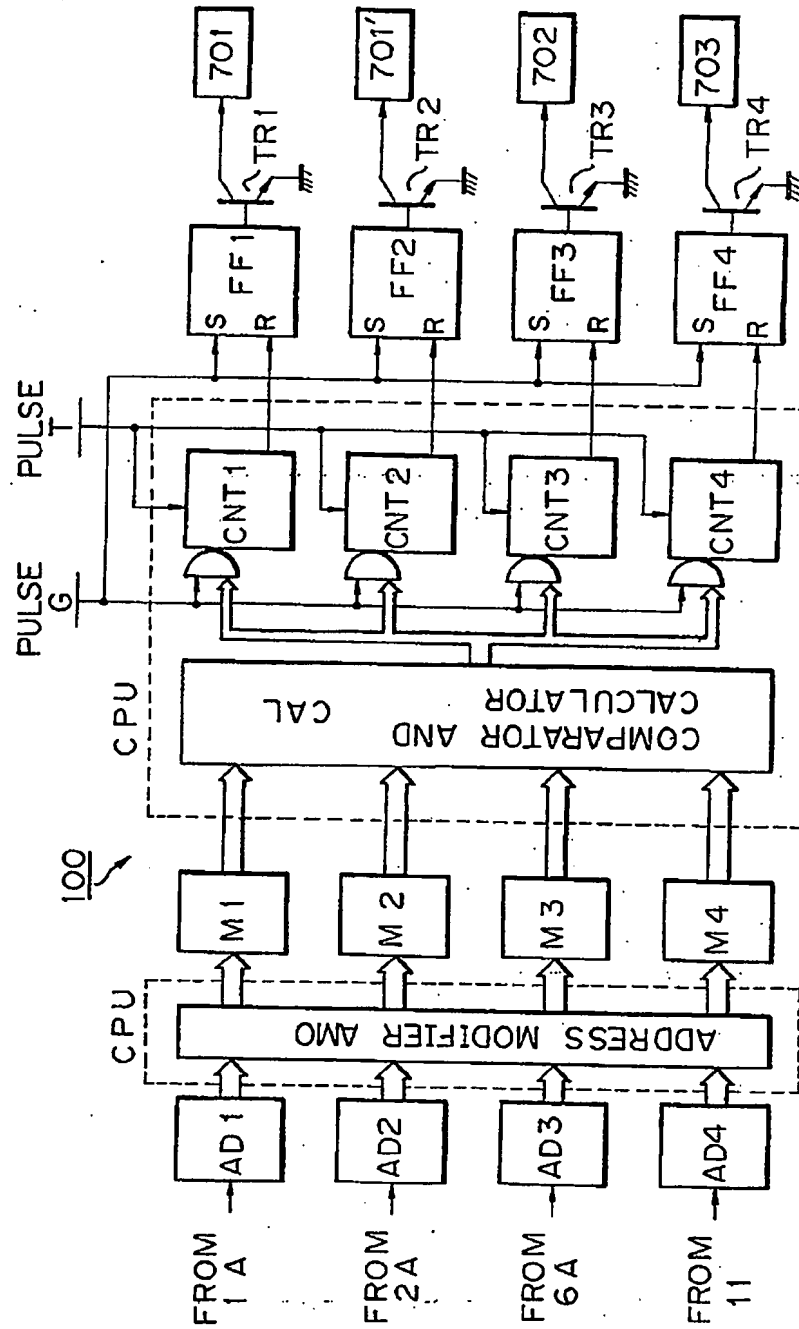 100
PULSE
G
PULSE
I
CPU
CPU
FROM
1A
AD1
M1
CNT1
S
R
FF1
TR1
701
FROM
2A
AD2
M2
CNT2
S
R
FF2
TR2
701'
FROM
6A
AD3
M3
CNT3
S
R
FF3
TR3
702
FROM
11
AD4
M4
CNT4
S
R
FF4
TR4
703
ADDRESS MODIFIER AMO
COMPARATOR AND
CALCULATOR CAL